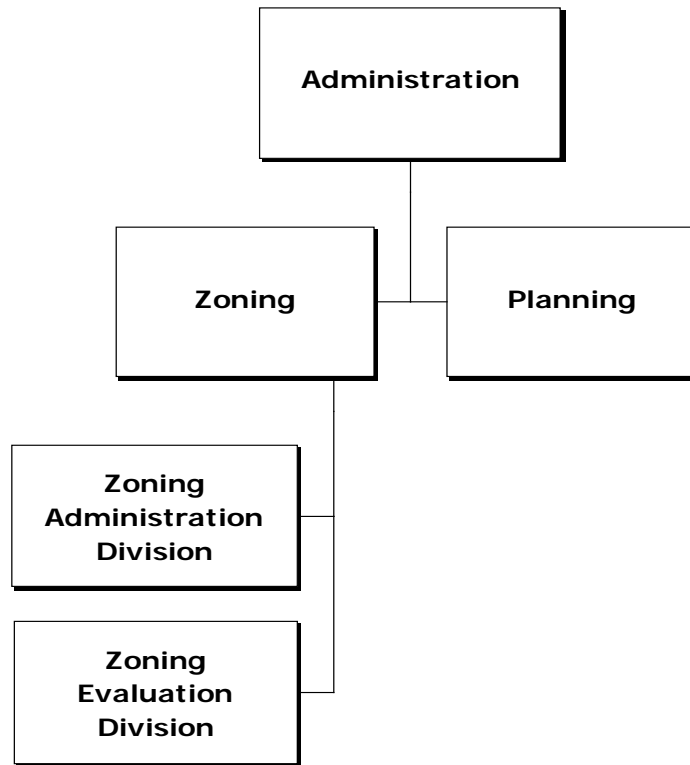 Administration
Zoning
Planning
Zoning
Administration
Division
Zoning
Evaluation
Division